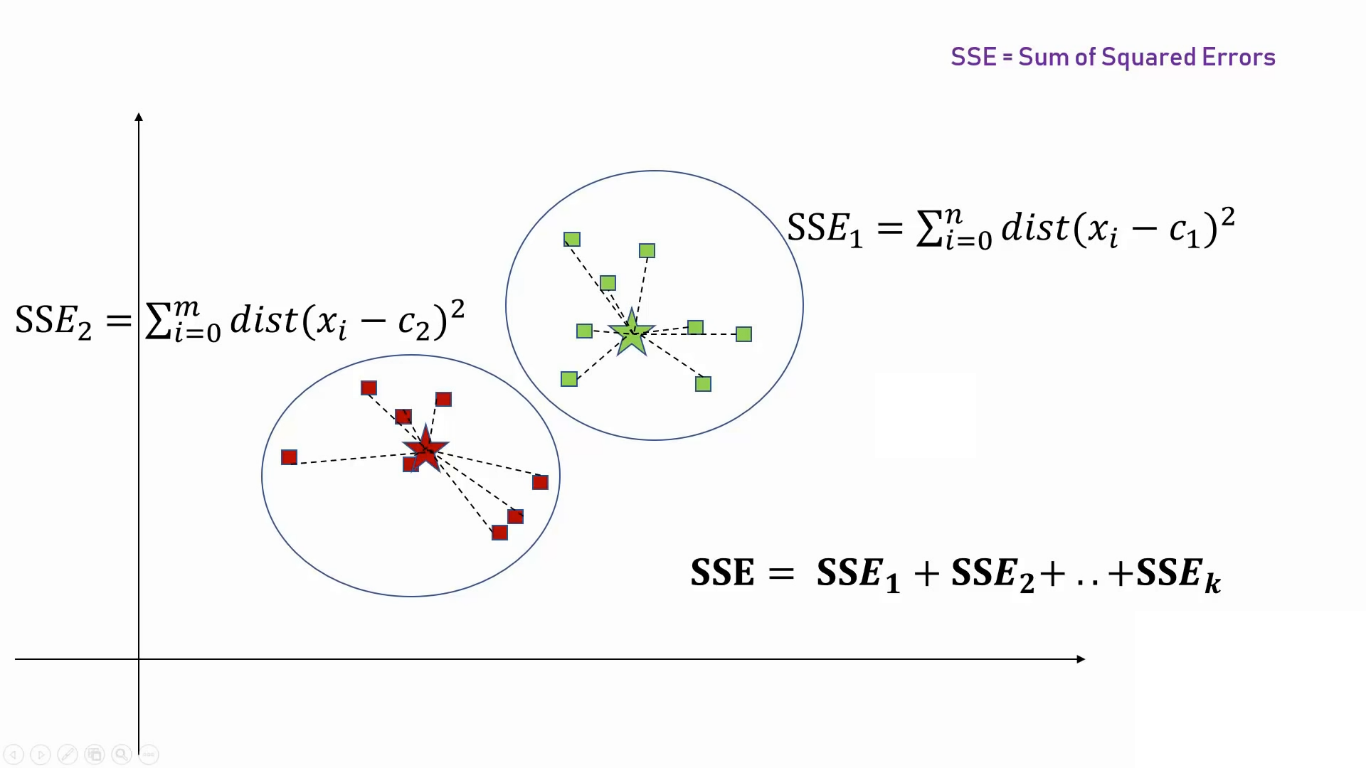 SSE = Sum of Squared Errors
SSE₁ = ∑ⁿᵢ₌₀ dist(xᵢ − c₁)²
SSE₂ = ∑ᵐᵢ₌₀ dist(xᵢ − c₂)²
SSE = SSE₁ + SSE₂+ . . +SSEₖ